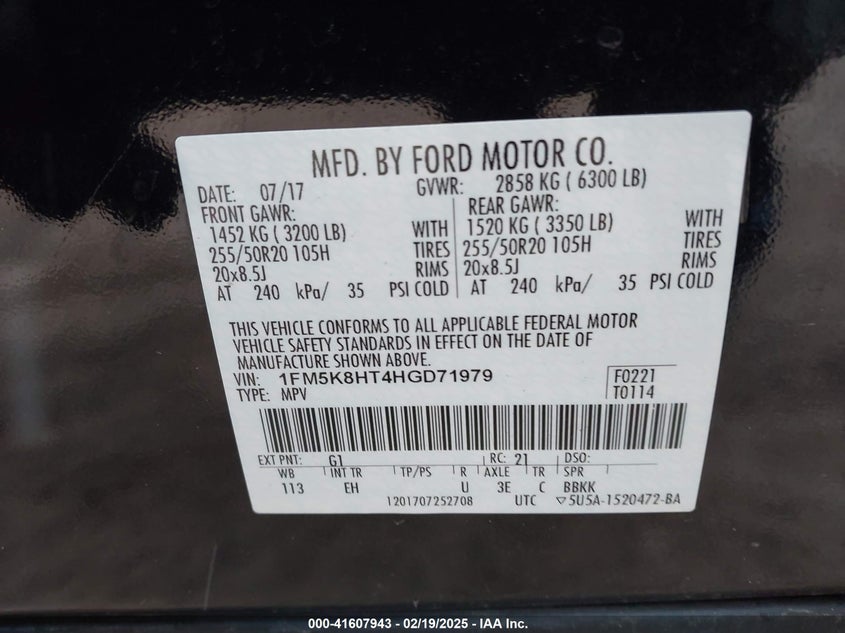 MFD. BY FORD MOTOR CO.
DATE: 07/17 GVWR: 2858 KG ( 6300 LB)
FRONT GAWR: REAR GAWR:
1452 KG ( 3200 LB) WITH 1520 KG ( 3350 LB) WITH
255/50R20 105H TIRES 255/50R20 105H TIRES
20x8.5J RIMS 20x8.5J RIMS
AT 240 kPa/ 35 PSI COLD AT 240 kPa/ 35 PSI COLD
THIS VEHICLE CONFORMS TO ALL APPLICABLE FEDERAL MOTOR
VEHICLE SAFETY STANDARDS IN EFFECT ON THE DATE OF
MANUFACTURE SHOWN ABOVE.
VIN: 1FM5K8HT4HGD71979 F0221
TYPE: MPV T0114
EXT PNT: G1 RC: 21 DSO:
WB INT TR TP/PS R AXLE TR SPR
113 EH U 3E C BBKK
1201707252708 UTC ▽5U5A-1520472-BA
000-41607943 - 02/19/2025 - IAA Inc.